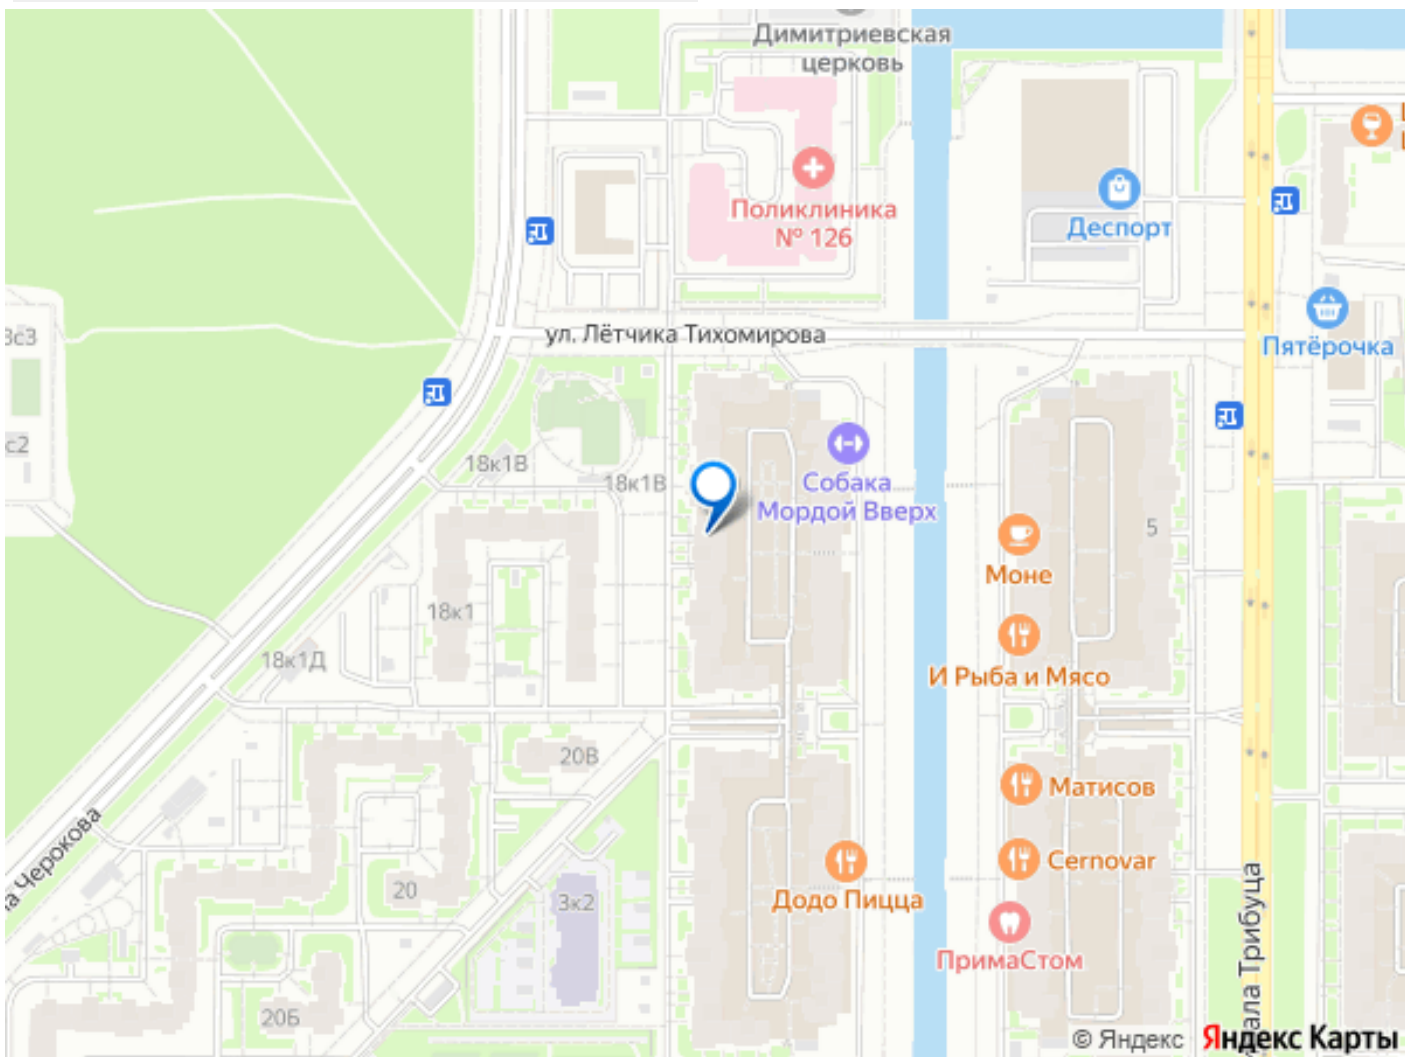 Димитриевская
церковь
Поликлиника
№ 126
Деспорт
ул. Лётчика Тихомирова
Пятёрочка
3с3
с2
18к1В
18к1В
Собака
Мордой Вверх
5
Моне
18к1
18к1Д
И Рыба и Мясо
20В
Матисов
Черокова
Cernovar
20
3к2
Додо Пицца
ПримаСтом
Трибуца
20Б
© Яндекс Яндекс Карты